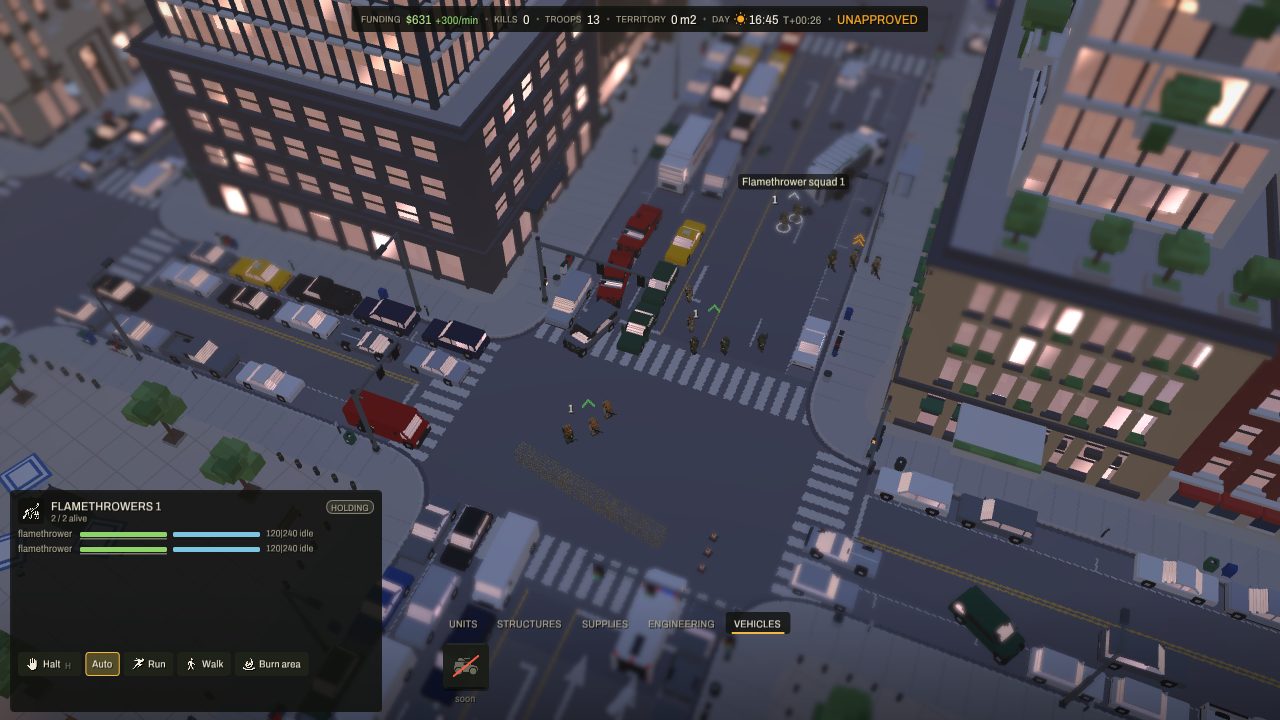 FUNDING $631 +300/min • KILLS 0 • TROOPS 13 • TERRITORY 0 m2 • DAY 16:45 T+00:26 • UNAPPROVED
Flamethrower squad 1
1
1
1
FLAMETHROWERS 1
HOLDING
2 / 2 alive
flamethrower 120|240 idle
flamethrower 120|240 idle
Halt H Auto Run Walk Burn area
UNITS STRUCTURES SUPPLIES ENGINEERING VEHICLES
soon